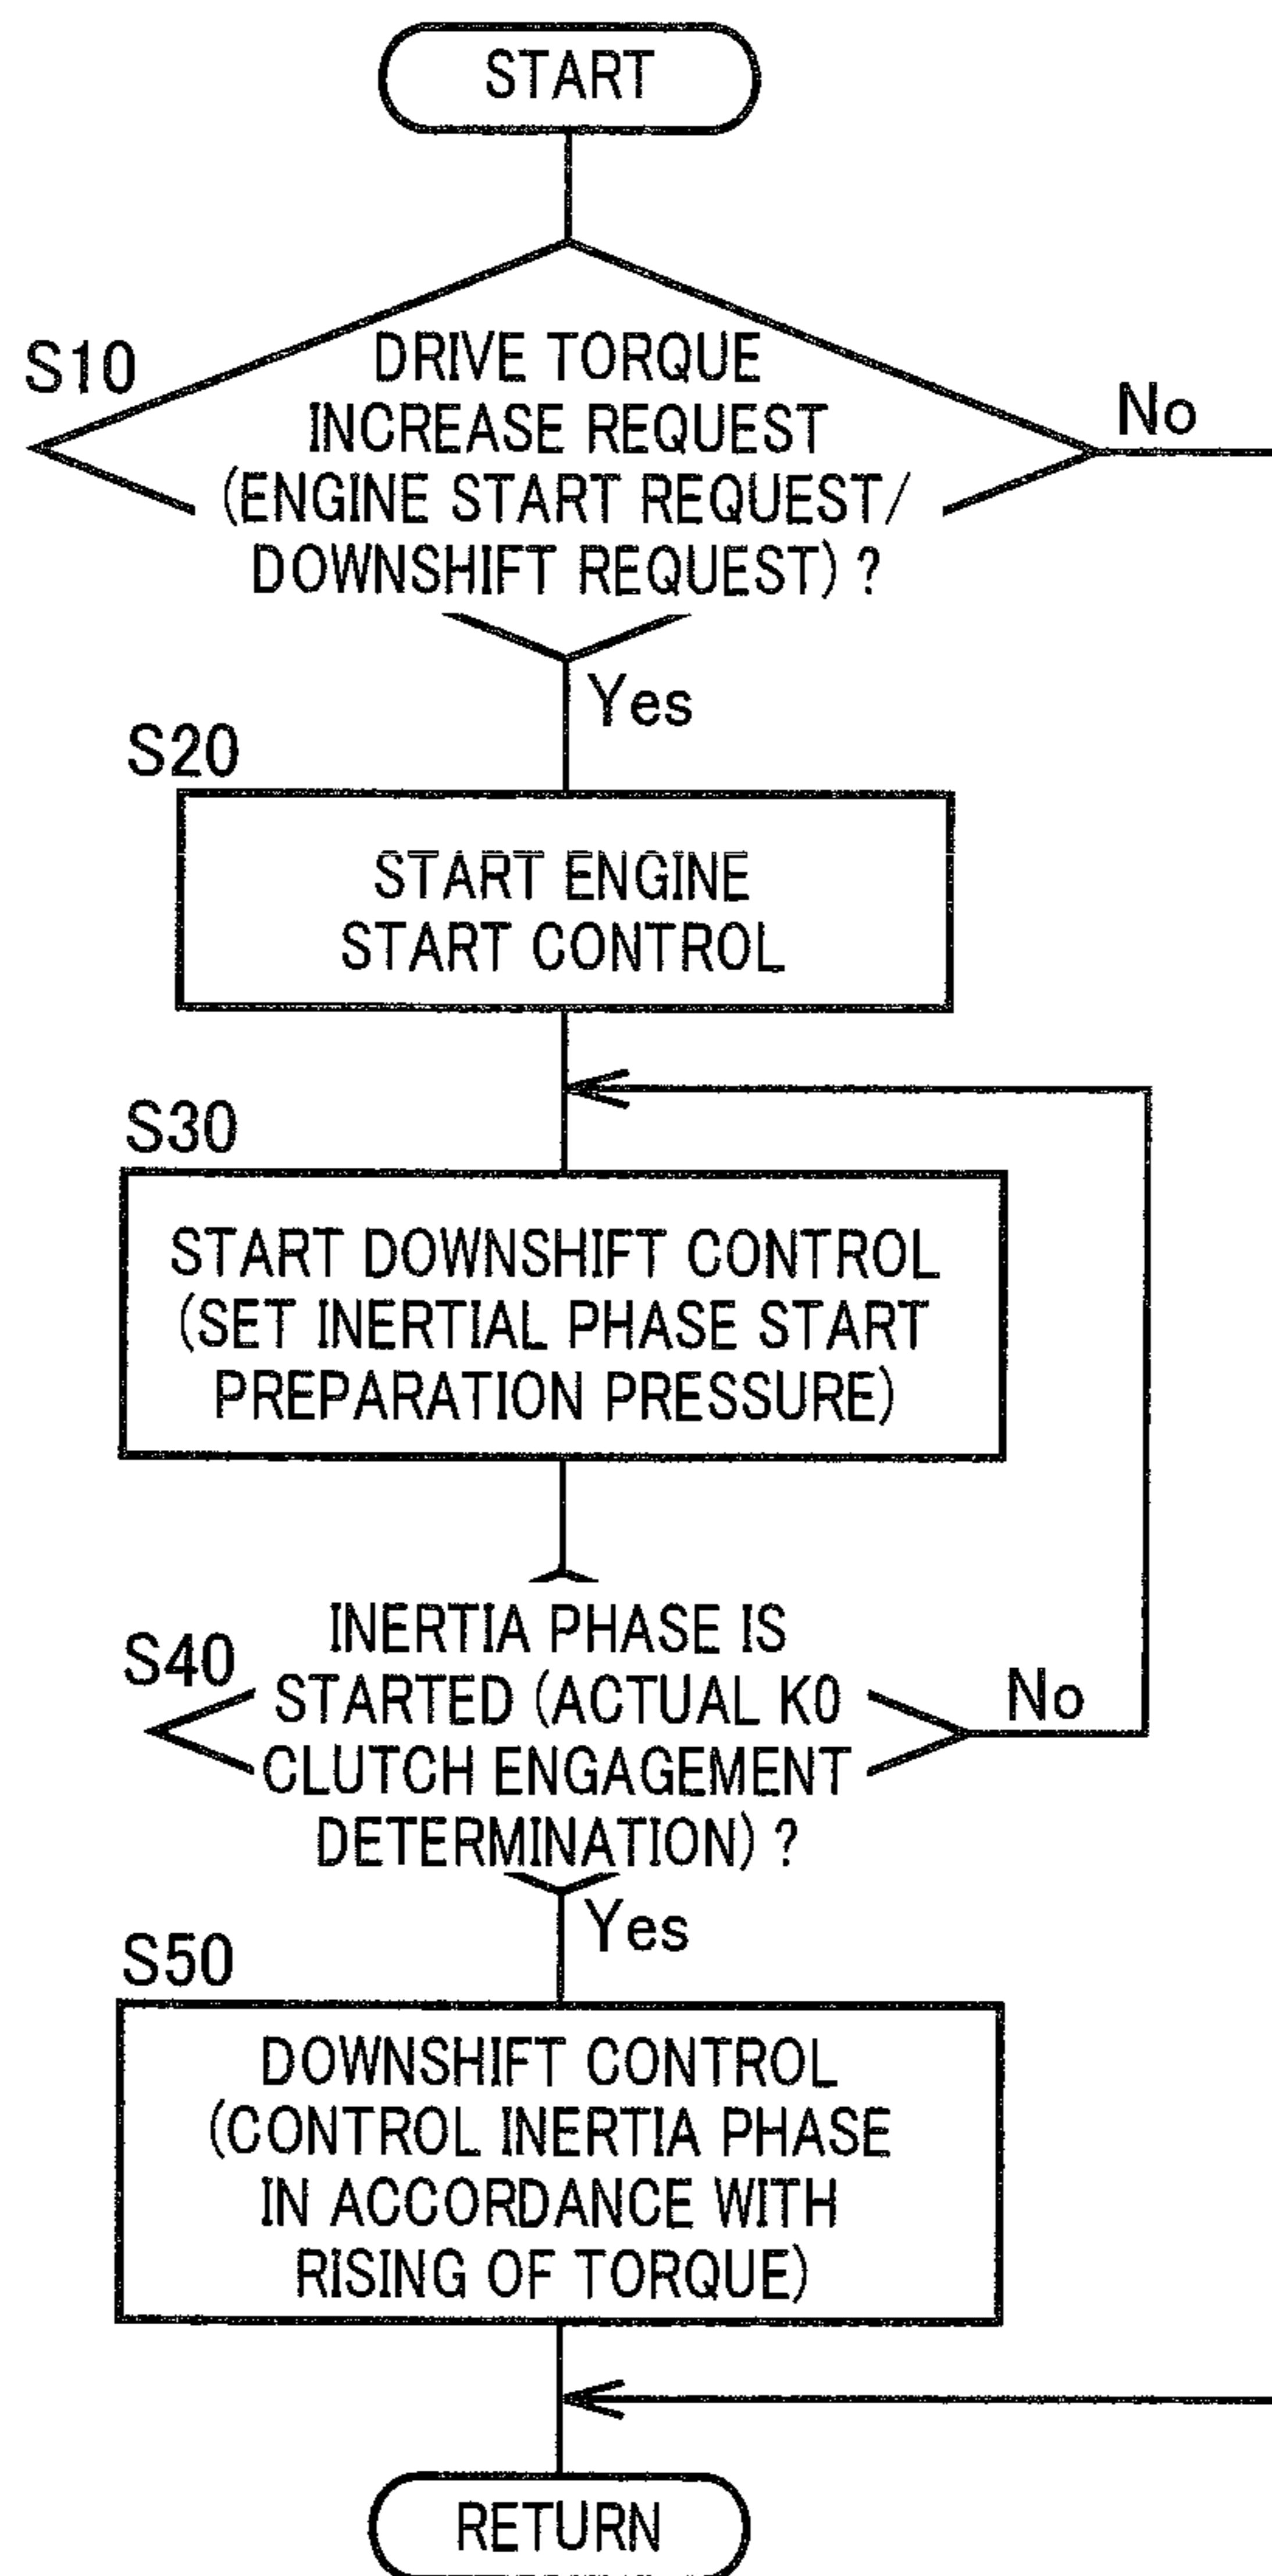 START
S10
DRIVE TORQUE
INCREASE REQUEST
(ENGINE START REQUEST/
DOWNSHIFT REQUEST) ?
No
Yes
S20
START ENGINE
START CONTROL
S30
START DOWNSHIFT CONTROL
(SET INERTIAL PHASE START
PREPARATION PRESSURE)
S40
INERTIA PHASE IS
STARTED (ACTUAL K0
CLUTCH ENGAGEMENT
DETERMINATION) ?
No
Yes
S50
DOWNSHIFT CONTROL
(CONTROL INERTIA PHASE
IN ACCORDANCE WITH
RISING OF TORQUE)
RETURN